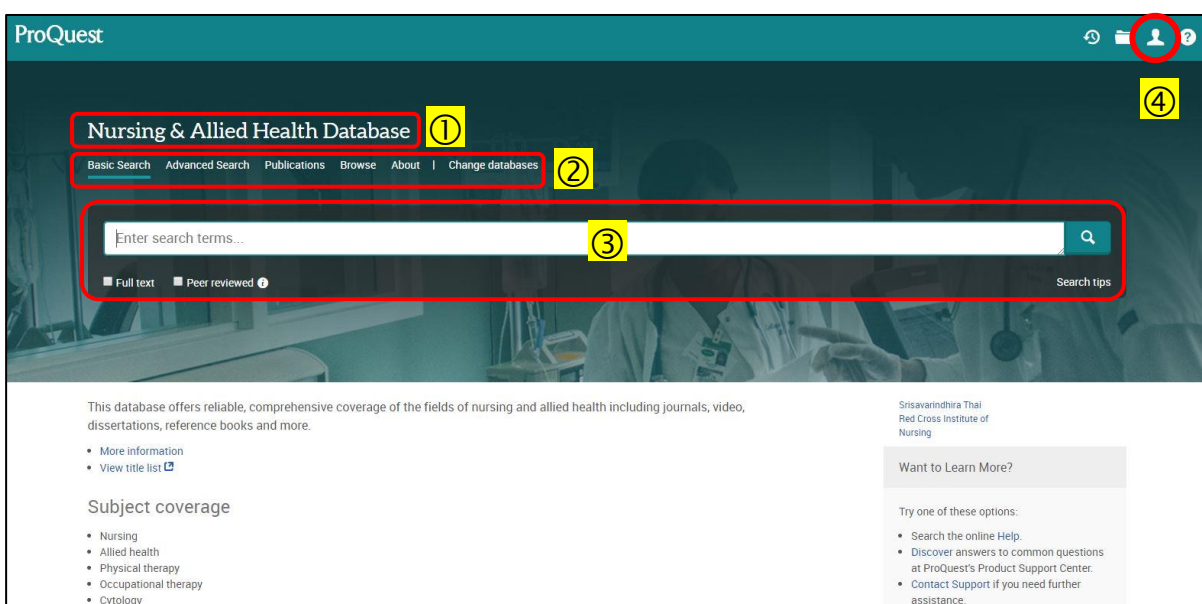 ProQuest
④
Nursing & Allied Health Database ①
Basic Search Advanced Search Publications Browse About | Change databases ②
Enter search terms... ③
Full text Peer reviewed Search tips
This database offers reliable, comprehensive coverage of the fields of nursing and allied health including journals, video,
dissertations, reference books and more.
• More information
• View title list
Subject coverage
• Nursing
• Allied health
• Physical therapy
• Occupational therapy
• Cytology
Srisavarindhira Thai
Red Cross Institute of
Nursing
Want to Learn More?
Try one of these options:
• Search the online Help.
• Discover answers to common questions
at ProQuest's Product Support Center.
• Contact Support if you need further
assistance.